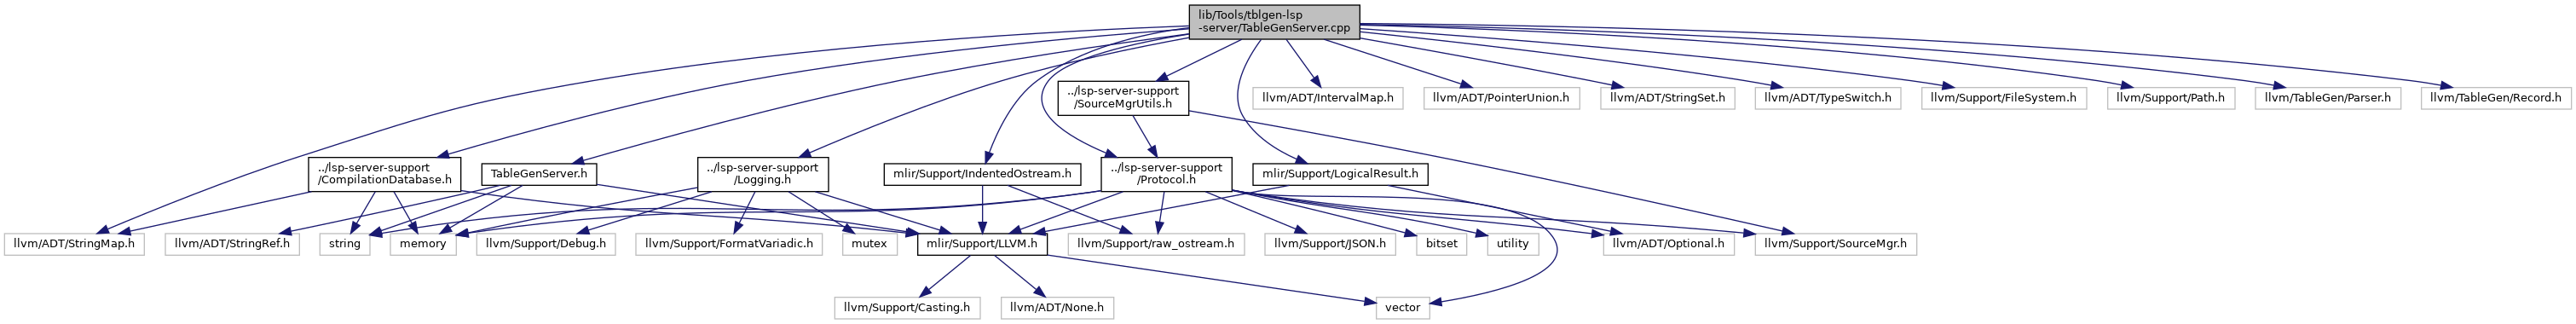 lib/Tools/tblgen-lsp
-server/TableGenServer.cpp
../lsp-server-support
/SourceMgrUtils.h
llvm/ADT/IntervalMap.h
llvm/ADT/PointerUnion.h
llvm/ADT/StringSet.h
llvm/ADT/TypeSwitch.h
llvm/Support/FileSystem.h
llvm/Support/Path.h
llvm/TableGen/Parser.h
llvm/TableGen/Record.h
../lsp-server-support
/CompilationDatabase.h
TableGenServer.h
../lsp-server-support
/Logging.h
mlir/Support/IndentedOstream.h
../lsp-server-support
/Protocol.h
mlir/Support/LogicalResult.h
llvm/ADT/StringMap.h
llvm/ADT/StringRef.h
string
memory
llvm/Support/Debug.h
llvm/Support/FormatVariadic.h
mutex
mlir/Support/LLVM.h
llvm/Support/raw_ostream.h
llvm/Support/JSON.h
bitset
utility
llvm/ADT/Optional.h
llvm/Support/SourceMgr.h
llvm/Support/Casting.h
llvm/ADT/None.h
vector